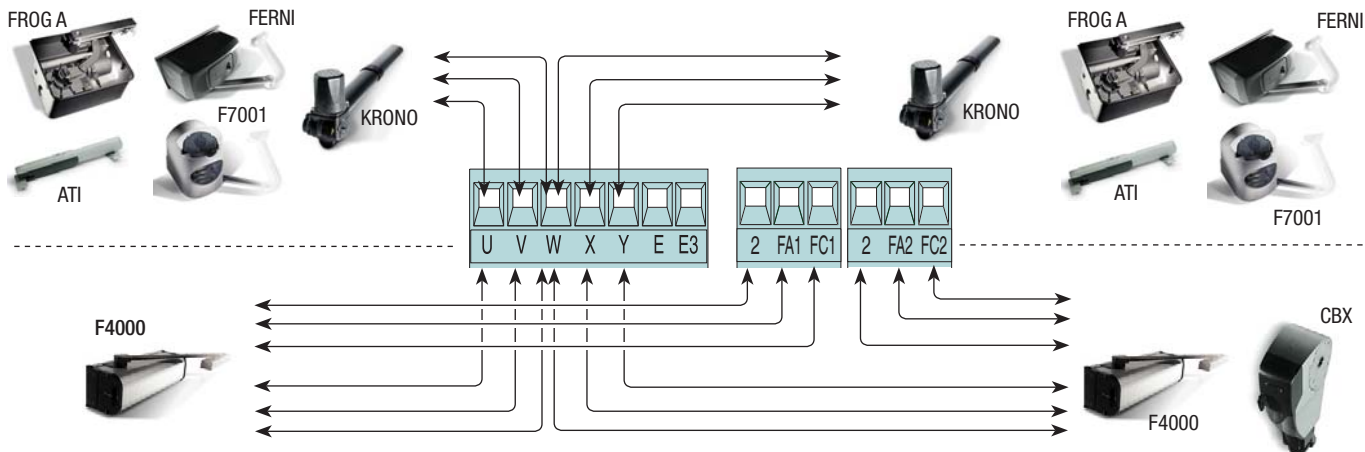 FROG A
FERNI
F7001
KRONO
ATI
FROG A
FERNI
KRONO
ATI
F7001
U V W X Y E E3
2 FA1 FC1
2 FA2 FC2
F4000
CBX
F4000